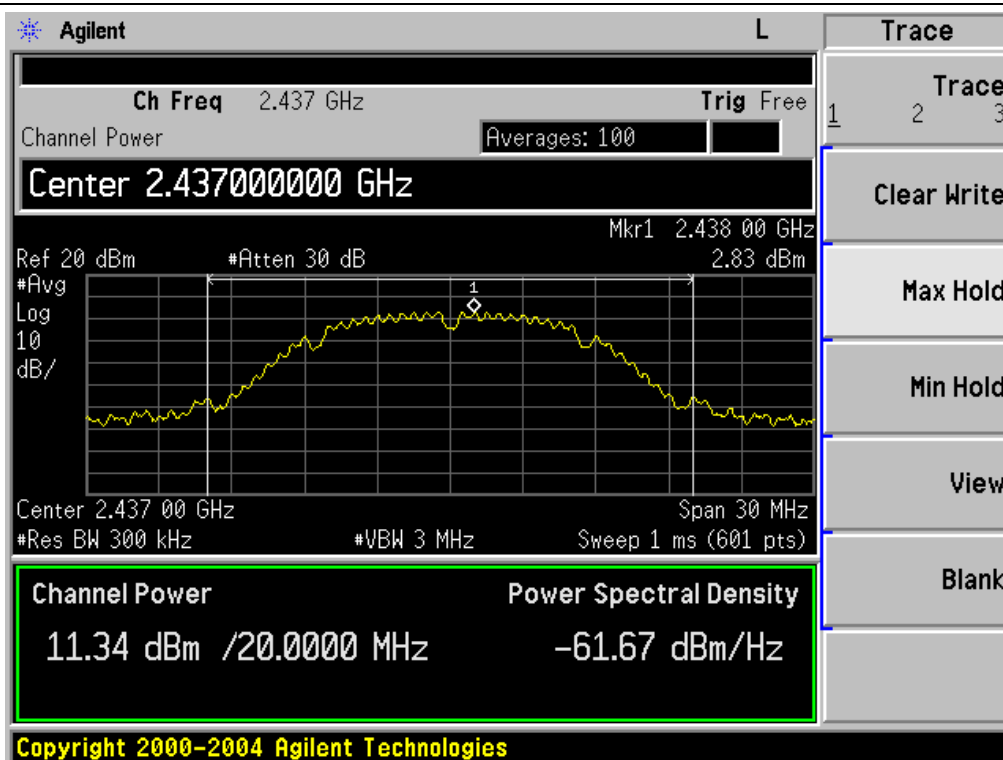 Agilent L Trace
Ch Freq 2.437 GHz Trig Free
Channel Power Averages: 100
Center 2.437000000 GHz
Mkr1 2.438 00 GHz
Ref 20 dBm #Atten 30 dB 2.83 dBm
#Avg
Log
10
dB/
1
Center 2.437 00 GHz Span 30 MHz
#Res BW 300 kHz #VBW 3 MHz Sweep 1 ms (601 pts)
Channel Power Power Spectral Density
11.34 dBm /20.0000 MHz -61.67 dBm/Hz
Copyright 2000-2004 Agilent Technologies
Trace
1 2 3
Clear Write
Max Hold
Min Hold
View
Blank